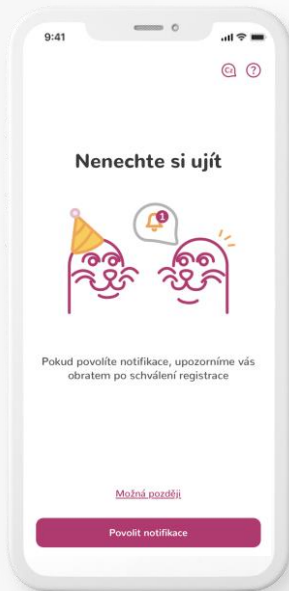 9:41
Cz ?
Nenechte si ujít
1
Pokud povolíte notifikace, upozorníme vás
obratem po schválení registrace
Možná později
Povolit notifikace